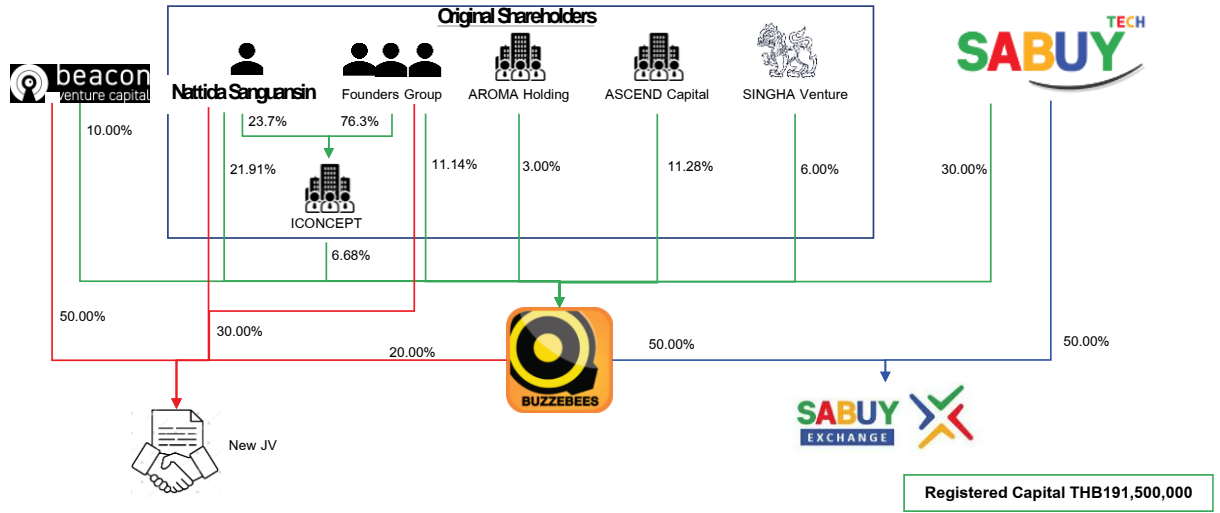 Original Shareholders
TECH
SABUY
beacon
venture capital
Nattida Sanguansin
Founders Group
AROMA Holding
ASCEND Capital
SINGHA Venture
10.00%
23.7%
76.3%
21.91%
11.14%
3.00%
11.28%
6.00%
30.00%
ICONCEPT
6.68%
50.00%
30.00%
20.00%
50.00%
50.00%
BUZZEBEES
SABUY
EXCHANGE
New JV
Registered Capital THB191,500,000